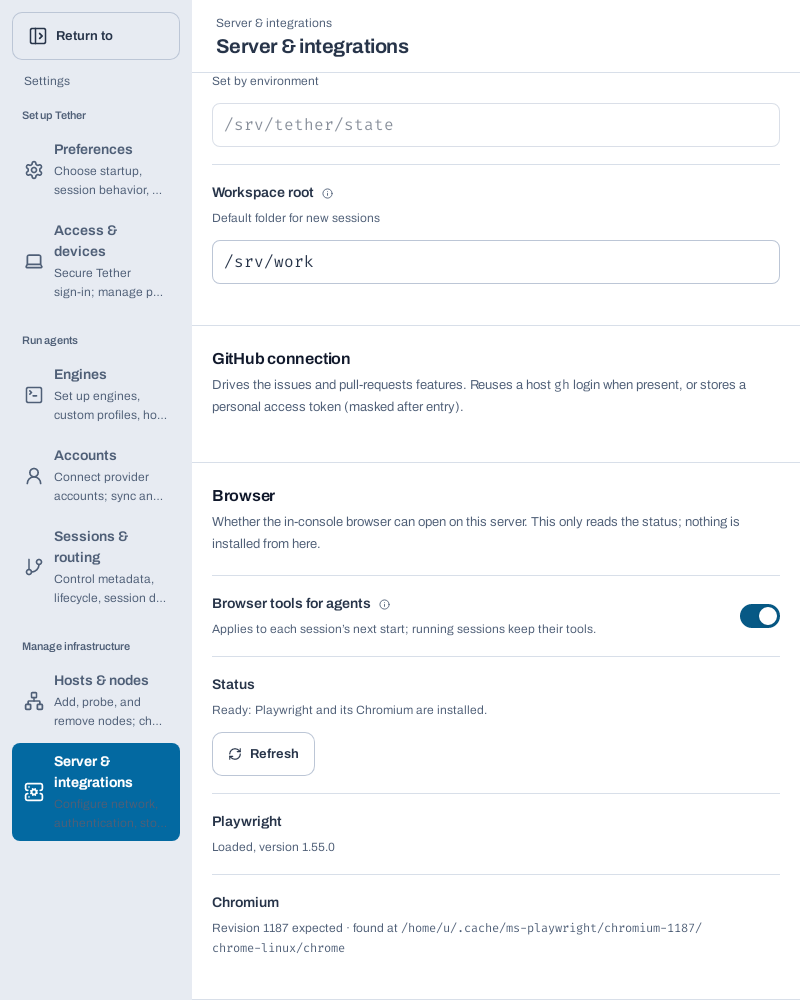 Return to
Settings
Set up Tether
Preferences
Choose startup,
session behavior, ...
Access &
devices
Secure Tether
sign-in; manage p...
Run agents
Engines
Set up engines,
custom profiles, ho...
Accounts
Connect provider
accounts; sync an...
Sessions &
routing
Control metadata,
lifecycle, session d...
Manage infrastructure
Hosts & nodes
Add, probe, and
remove nodes; ch...
Server &
integrations
Configure network,
authentication, sto...
Server & integrations
Server & integrations
Set by environment
/srv/tether/state
Workspace root
Default folder for new sessions
/srv/work
GitHub connection
Drives the issues and pull-requests features. Reuses a host gh login when present, or stores a
personal access token (masked after entry).
Browser
Whether the in-console browser can open on this server. This only reads the status; nothing is
installed from here.
Browser tools for agents
Applies to each session's next start; running sessions keep their tools.
Status
Ready: Playwright and its Chromium are installed.
Refresh
Playwright
Loaded, version 1.55.0
Chromium
Revision 1187 expected · found at /home/u/.cache/ms-playwright/chromium-1187/
chrome-linux/chrome